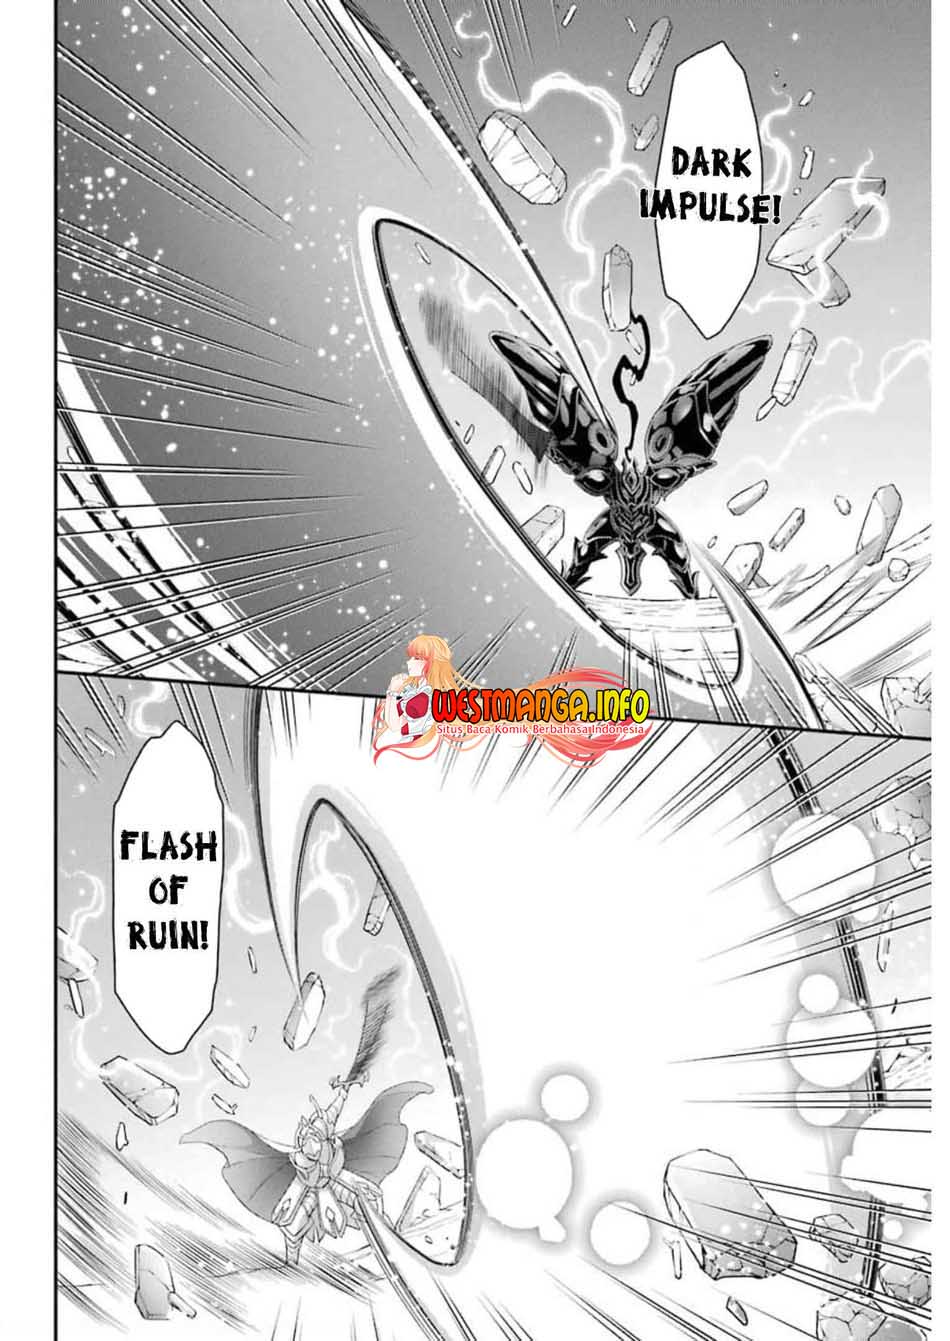 DARK
IMPULSE!
WESTMANGA.INFO
Situs Baca Komik Berbahasa Indonesia
FLASH
OF
RUIN!